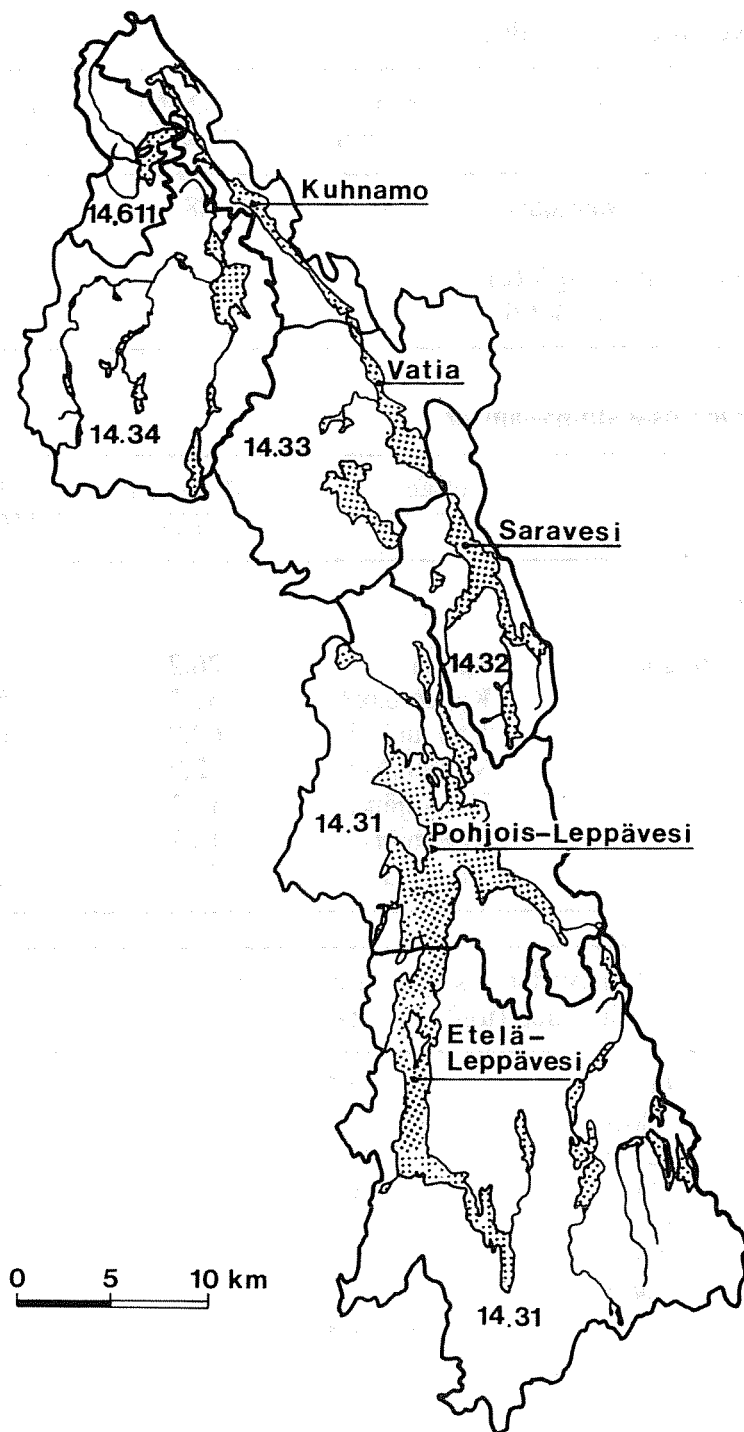 Kuhnamo
14.611
Vatia
14.34
14.33
Saravesi
14.32
14.31
Pohjois-Leppävesi
Etelä-
Leppävesi
0 5 10 km
14.31